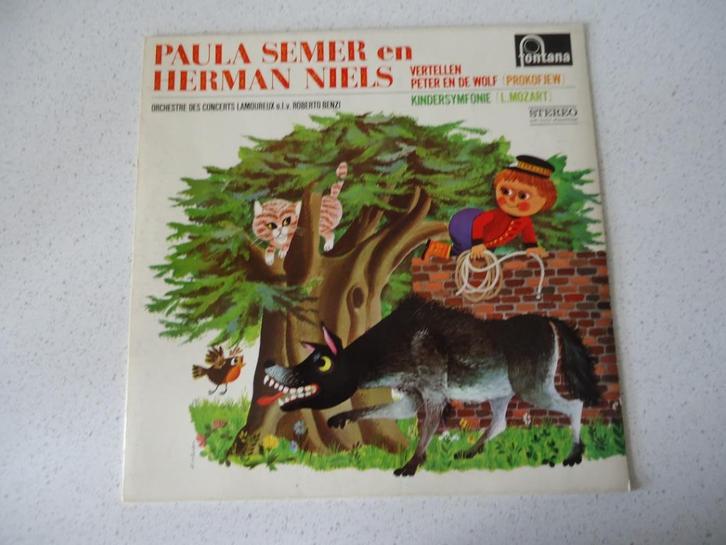 PAULA SEMER en
HERMAN NIELS
VERTELLEN
PETER EN DE WOLF (PROKOFJEW)
KINDERSYMFONIE (L. MOZART)
ORCHESTRE DES CONCERTS LAMOUREUX o.l.v. ROBERTO BENZI
fontana
STEREO